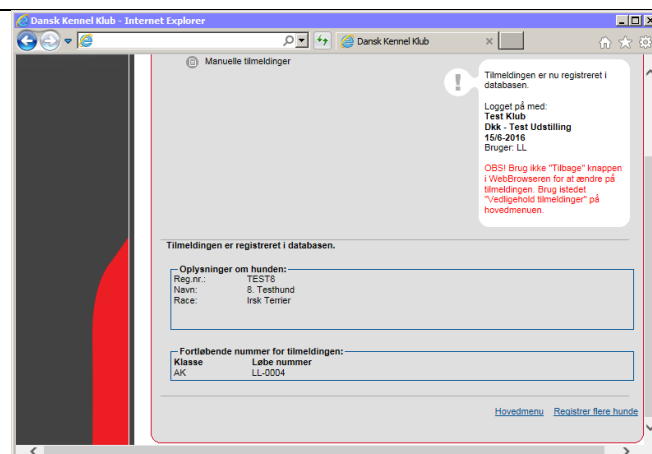 Dansk Kennel Klub - Internet Explorer
Dansk Kennel Klub
Manuelle tilmeldinger
!
Tilmeldingen er nu registreret i
databasen.
Logget på med:
Test Klub
Dkk - Test Udstilling
15/6-2016
Bruger: LL
OBS! Brug ikke "Tilbage" knappen
i WebBrowseren for at ændre på
tilmeldingen. Brug istedet
"Vedligehold tilmeldinger" på
hovedmenuen.
Tilmeldingen er registreret i databasen.
Oplysninger om hunden:
Reg.nr.: TEST8
Navn: 8. Testhund
Race: Irsk Terrier
Fortløbende nummer for tilmeldingen:
Klasse Løbe nummer
AK LL-0004
Hovedmenu Registrer flere hunde